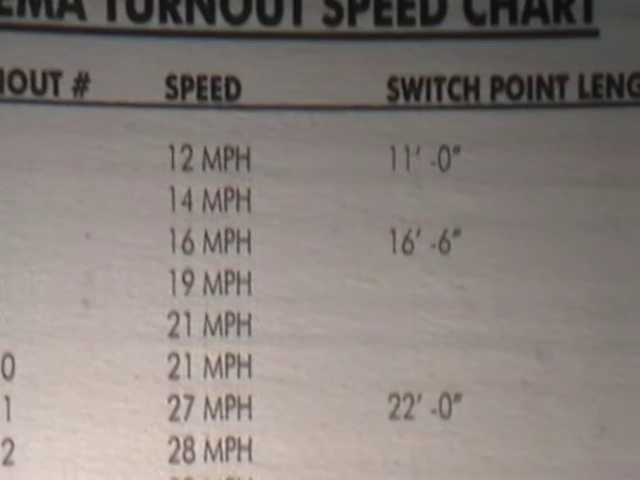 EMA TURNOUT SPEED CHART
OUT # SPEED SWITCH POINT LENG
12 MPH 11' -0"
14 MPH
16 MPH 16' -6"
19 MPH
21 MPH
0 21 MPH
1 27 MPH 22' -0"
2 28 MPH